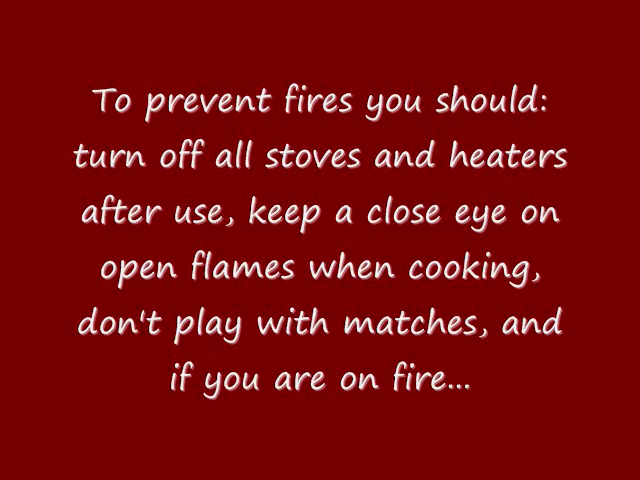 To prevent fires you should:
turn off all stoves and heaters
after use, keep a close eye on
open flames when cooking,
don't play with matches, and
if you are on fire...